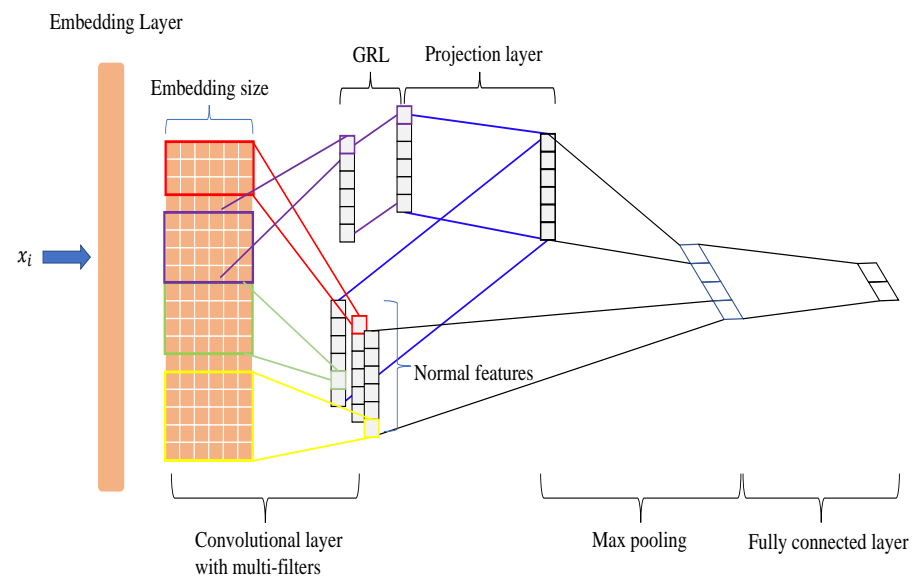 Embedding Layer
GRL
Projection layer
Embedding size
x_i
Normal features
Convolutional layer
with multi-filters
Max pooling
Fully connected layer